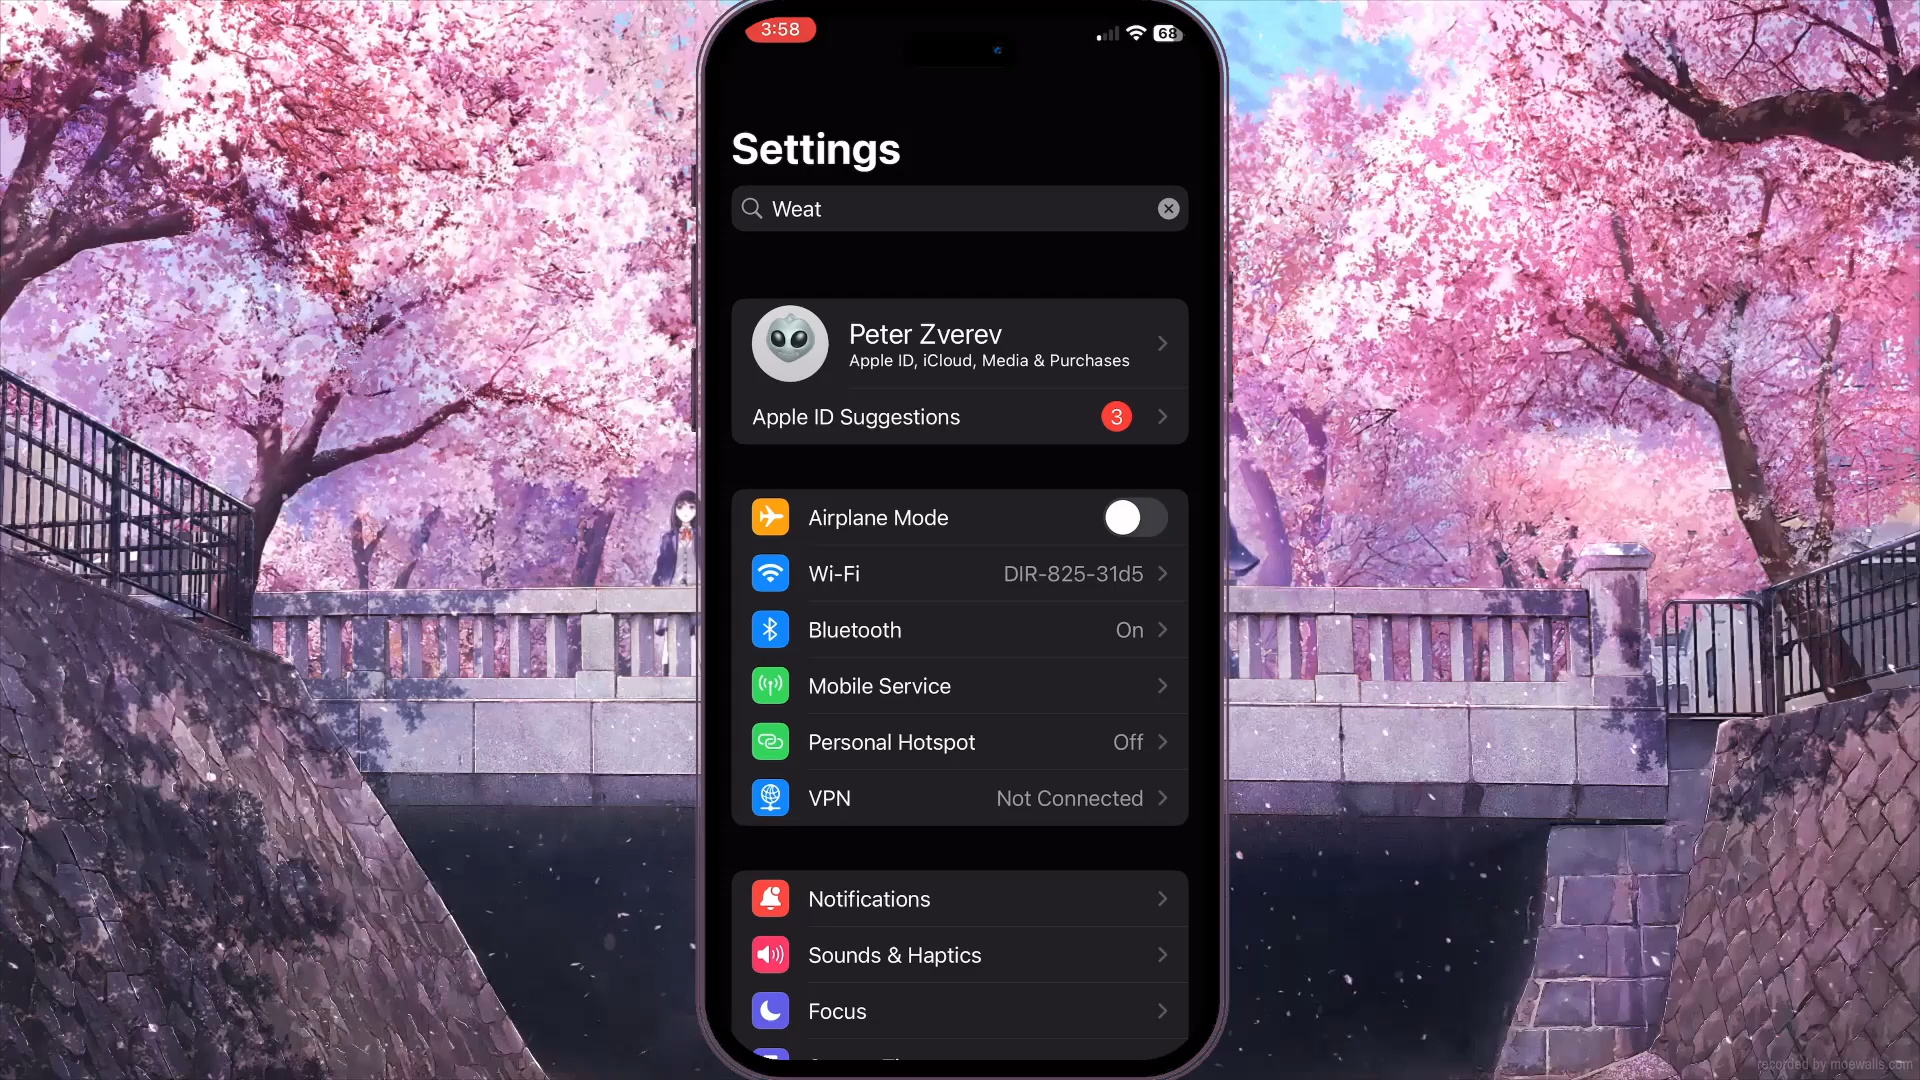 3:58
68
Settings
Weat
Peter Zverev
Apple ID, iCloud, Media & Purchases
Apple ID Suggestions 3
Airplane Mode
Wi-Fi DIR-825-31d5
Bluetooth On
Mobile Service
Personal Hotspot Off
VPN Not Connected
Notifications
Sounds & Haptics
Focus
recorded by moewalls.com